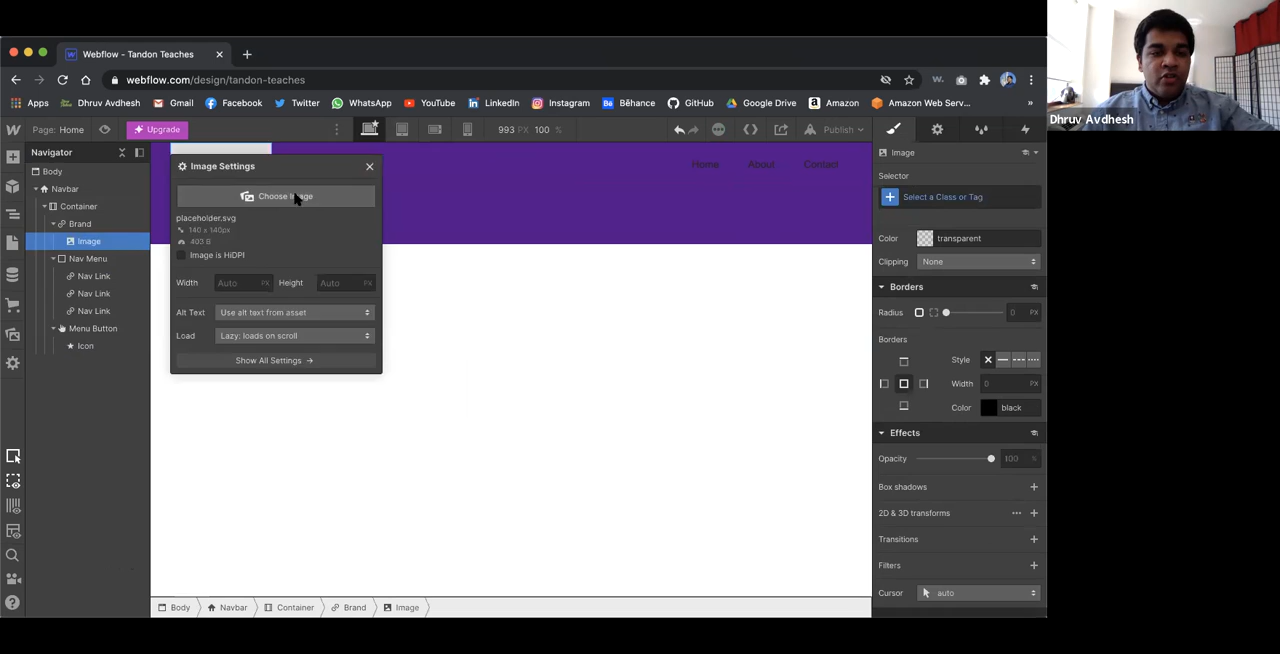 Webflow - Tandon Teaches
webflow.com/design/tandon-teaches
Apps Dhruv Avdhesh Gmail Facebook Twitter WhatsApp YouTube LinkedIn Instagram Bēhance GitHub Google Drive Amazon Amazon Web Serv...
Dhruv Avdhesh
Page: Home Upgrade 993 PX 100 % Publish
Navigator
Body
Navbar
Container
Brand
Image
Nav Menu
Nav Link
Nav Link
Nav Link
Menu Button
Icon
Image Settings
Choose Image
placeholder.svg
140 x 140px
403 B
Image is HiDPI
Width Auto PX Height Auto PX
Alt Text Use alt text from asset
Load Lazy: loads on scroll
Show All Settings
Home About Contact
Image
Selector
Select a Class or Tag
Color transparent
Clipping None
Borders
Radius 0 PX
Borders
Style
Width 0 PX
Color black
Effects
Opacity 100 %
Box shadows
2D & 3D transforms
Transitions
Filters
Cursor auto
Body Navbar Container Brand Image